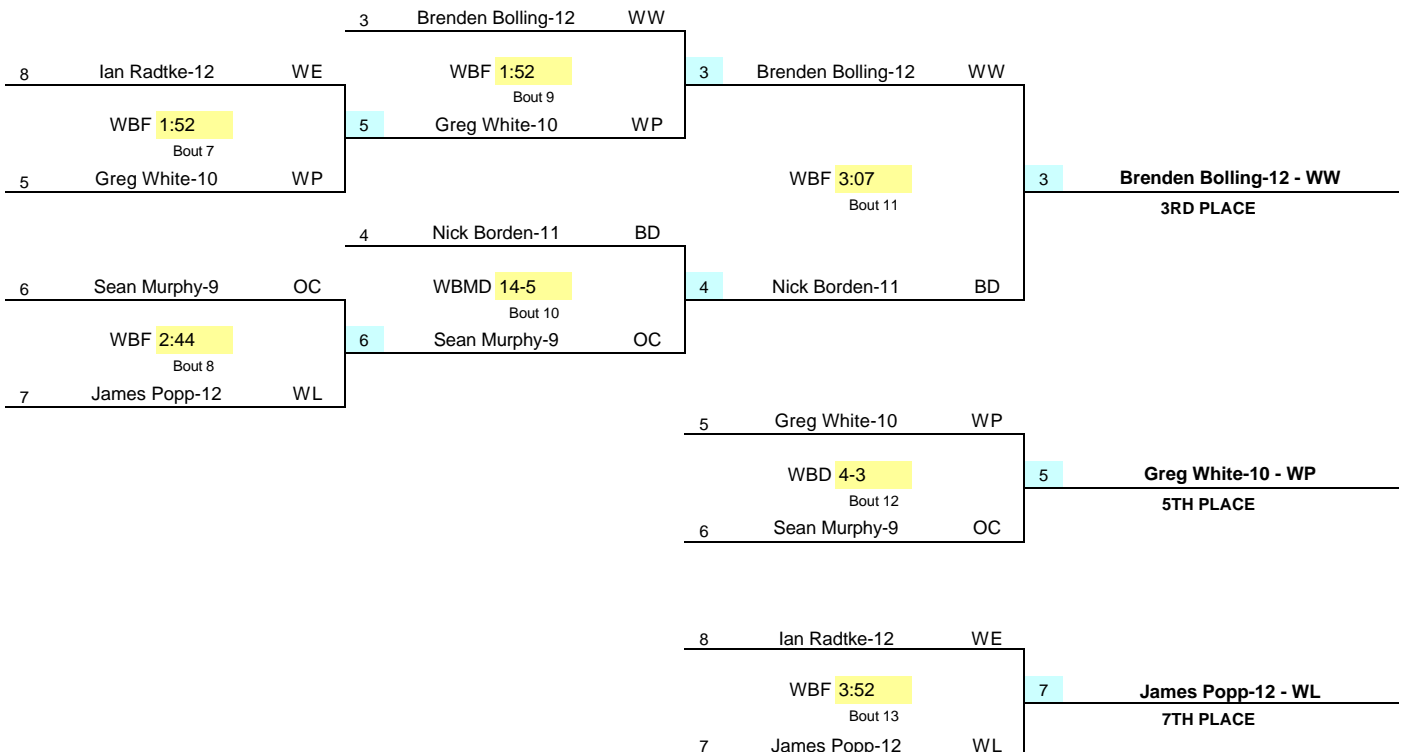 3 Brenden Bolling-12 WW
8 Ian Radtke-12 WE WBF 1:52 3 Brenden Bolling-12 WW
Bout 9
WBF 1:52 5 Greg White-10 WP
Bout 7
5 Greg White-10 WP WBF 3:07 3 Brenden Bolling-12 - WW
Bout 11 3RD PLACE
4 Nick Borden-11 BD
6 Sean Murphy-9 OC WBMD 14-5 4 Nick Borden-11 BD
Bout 10
WBF 2:44 6 Sean Murphy-9 OC
Bout 8
7 James Popp-12 WL
5 Greg White-10 WP
WBD 4-3 5 Greg White-10 - WP
Bout 12 5TH PLACE
6 Sean Murphy-9 OC
8 Ian Radtke-12 WE
WBF 3:52 7 James Popp-12 - WL
Bout 13 7TH PLACE
7 James Popp-12 WL